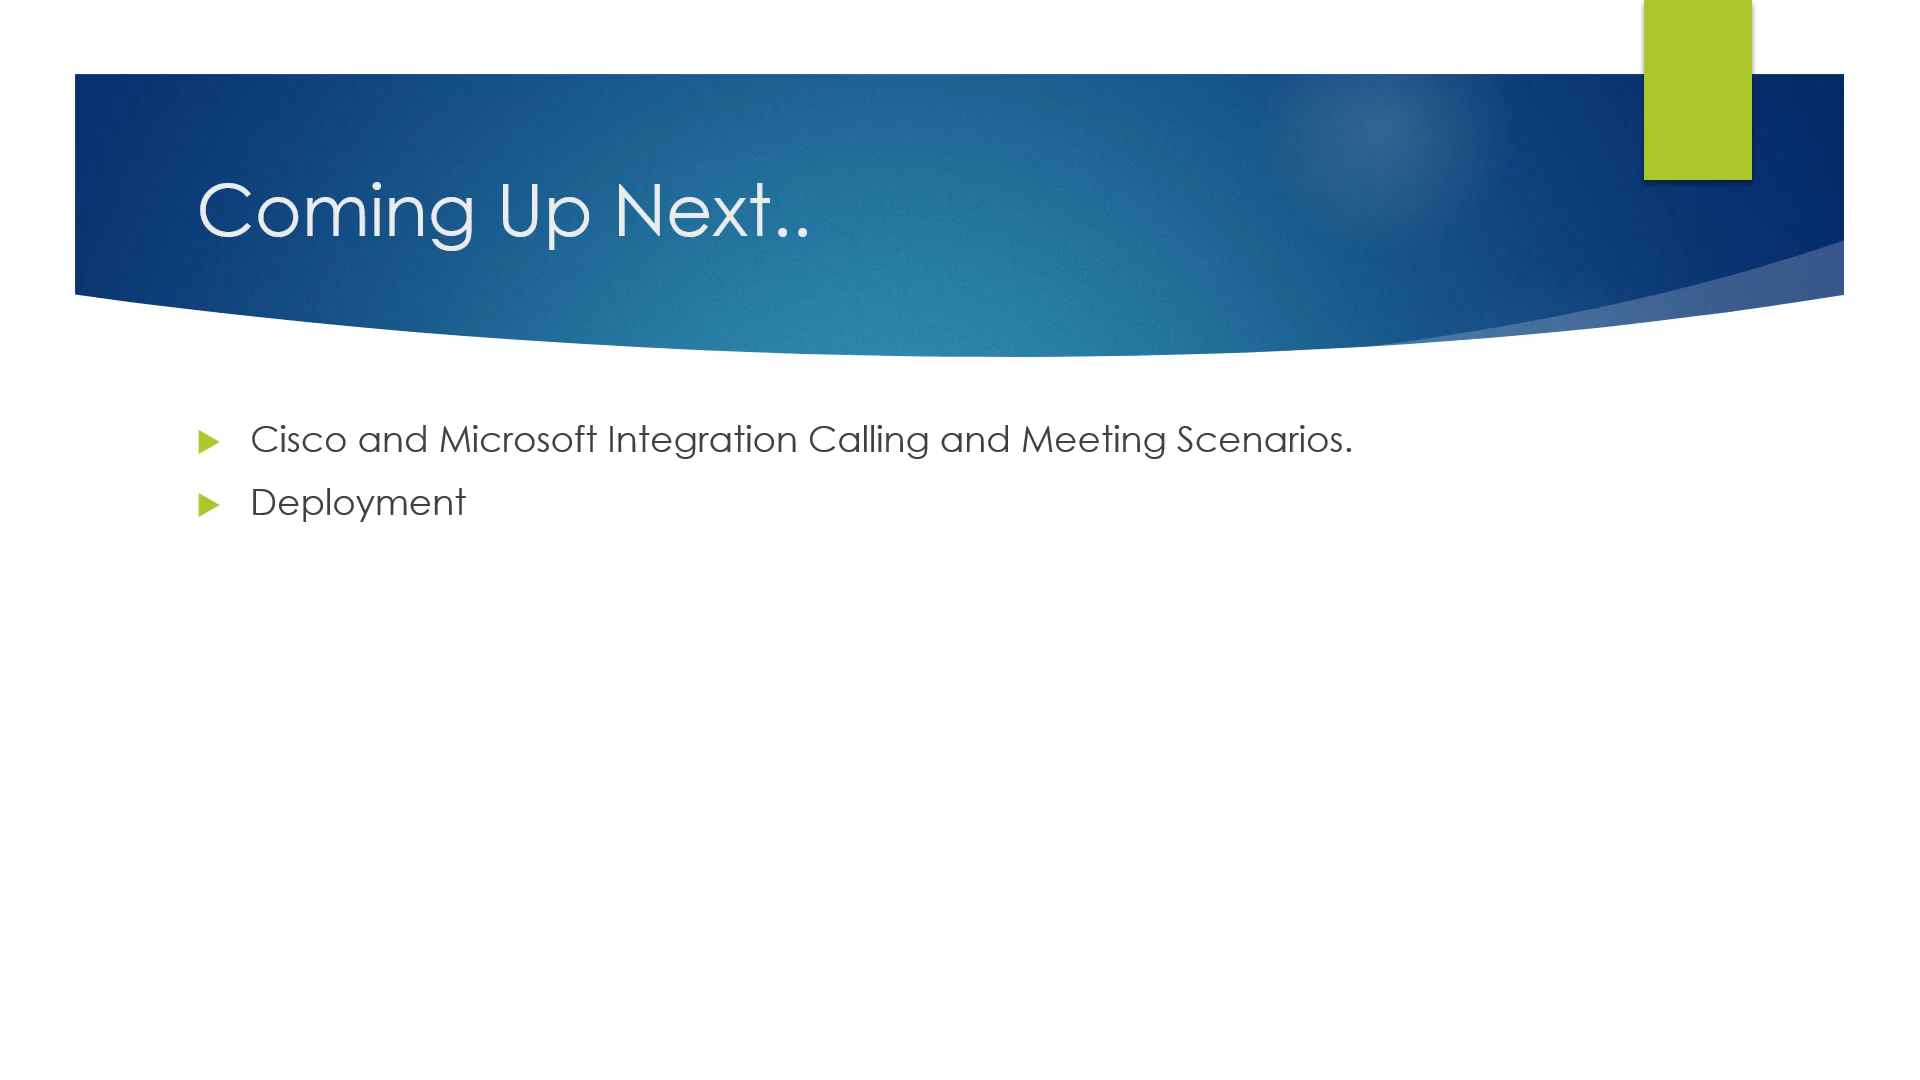 Coming Up Next..
Cisco and Microsoft Integration Calling and Meeting Scenarios.
Deployment